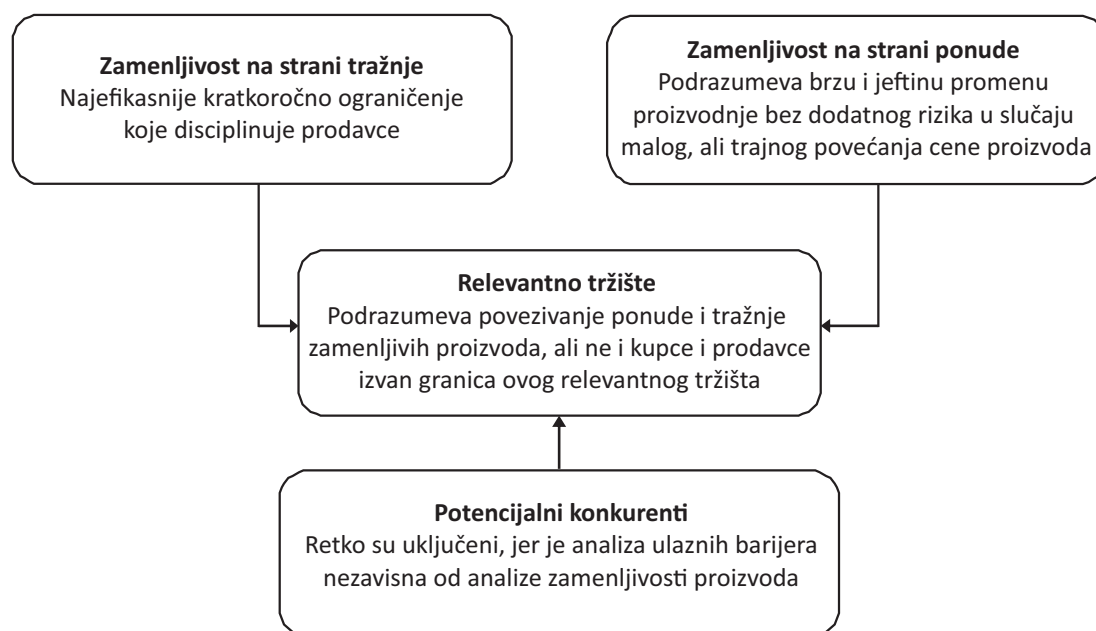 Zamenljivost na strani tražnje
Najefikasnije kratkoročno ograničenje
koje disciplinuje prodavce
Zamenljivost na strani ponude
Podrazumeva brzu i jeftinu promenu
proizvodnje bez dodatnog rizika u slučaju
malog, ali trajnog povećanja cene proizvoda
Relevantno tržište
Podrazumeva povezivanje ponude i tražnje
zamenljivih proizvoda, ali ne i kupce i prodavce
izvan granica ovog relevantnog tržišta
Potencijalni konkurenti
Retko su uključeni, jer je analiza ulaznih barijera
nezavisna od analize zamenljivosti proizvoda